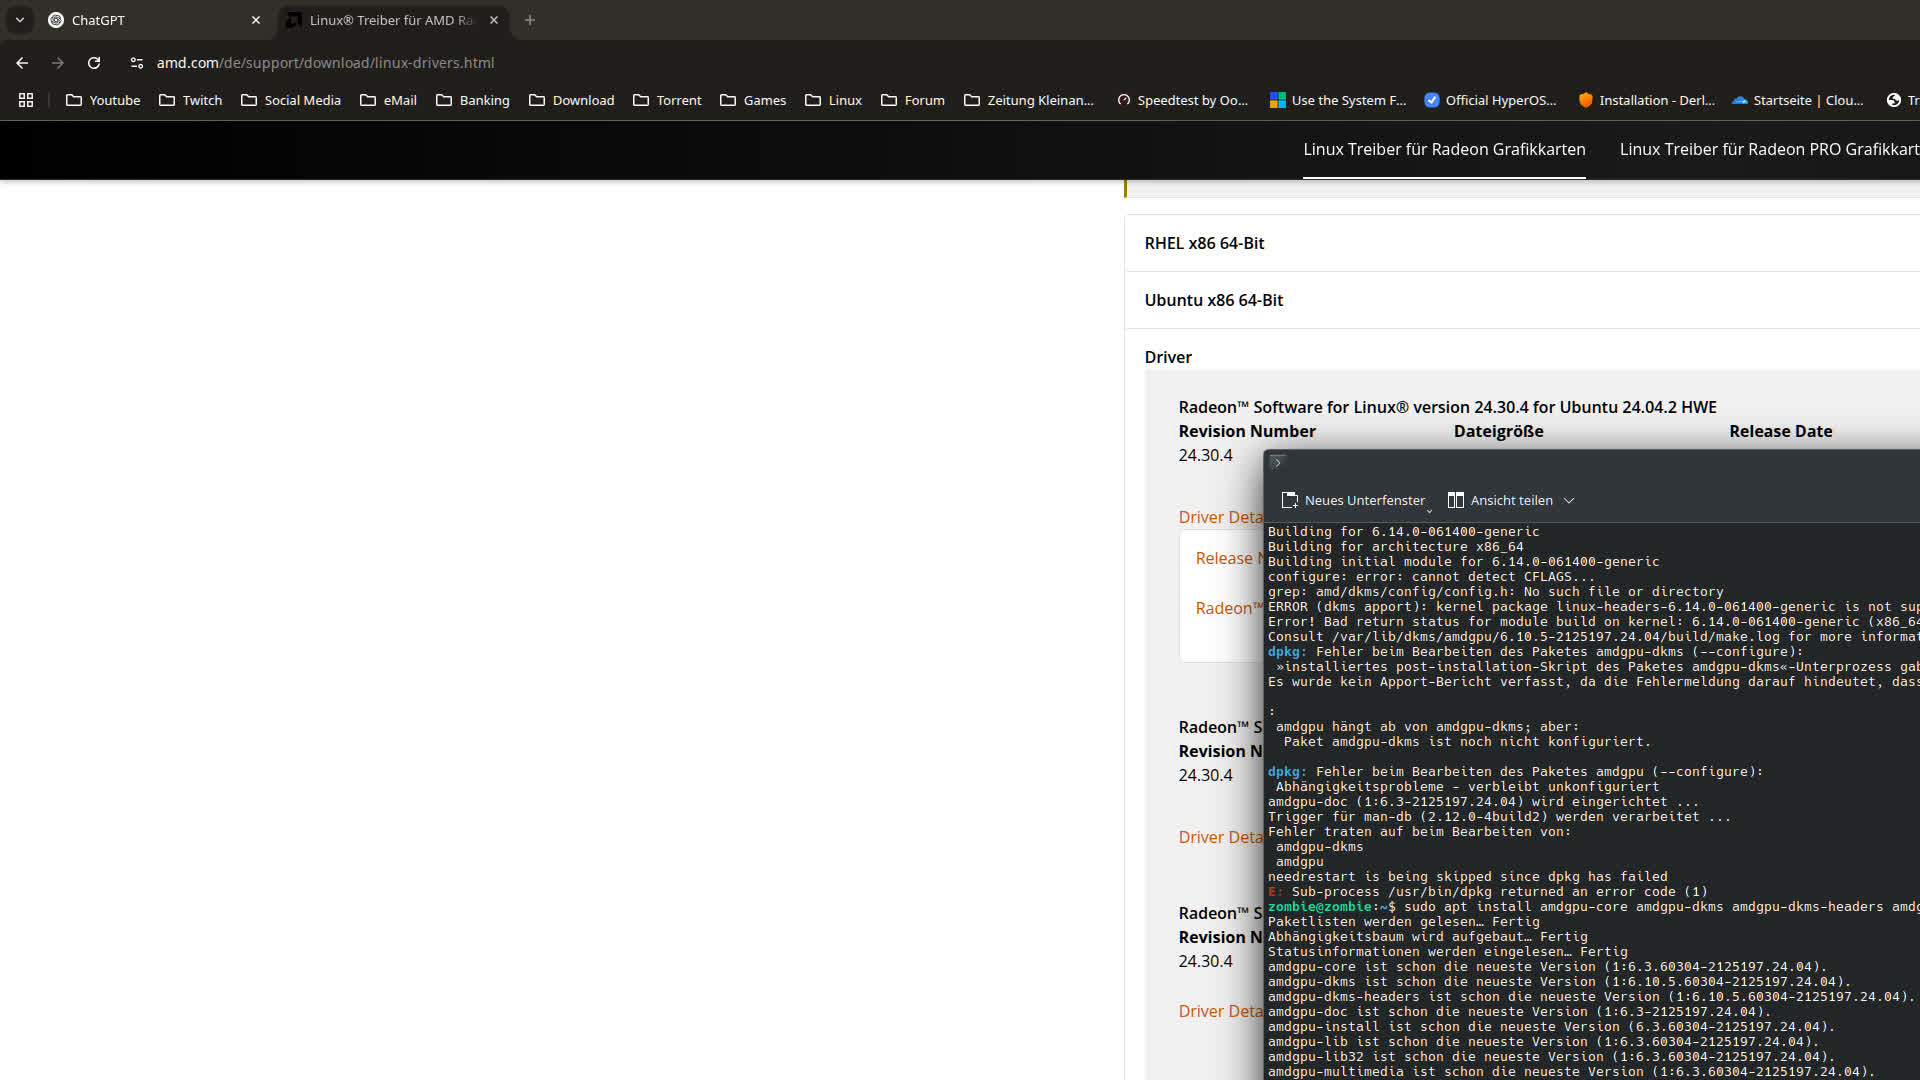 ChatGPT
Linux® Treiber für AMD Ra
amd.com/de/support/download/linux-drivers.html
Youtube
Twitch
Social Media
eMail
Banking
Download
Torrent
Games
Linux
Forum
Zeitung Kleinan...
Speedtest by Oo...
Use the System F...
Official HyperOS...
Installation - Derl...
Startseite | Clou...
Tr
Linux Treiber für Radeon Grafikkarten
Linux Treiber für Radeon PRO Grafikkart
RHEL x86 64-Bit
Ubuntu x86 64-Bit
Driver
Radeon™ Software for Linux® version 24.30.4 for Ubuntu 24.04.2 HWE
Revision Number Dateigröße Release Date
24.30.4
Driver Deta
Release N
Radeon™
Radeon™ S
Revision N
24.30.4
Driver Deta
Radeon™ S
Revision N
24.30.4
Driver Deta
Neues Unterfenster
Ansicht teilen
Building for 6.14.0-061400-generic
Building for architecture x86_64
Building initial module for 6.14.0-061400-generic
configure: error: cannot detect CFLAGS...
grep: amd/dkms/config/config.h: No such file or directory
ERROR (dkms apport): kernel package linux-headers-6.14.0-061400-generic is not sup
Error! Bad return status for module build on kernel: 6.14.0-061400-generic (x86_64
Consult /var/lib/dkms/amdgpu/6.10.5-2125197.24.04/build/make.log for more informat
dpkg: Fehler beim Bearbeiten des Paketes amdgpu-dkms (--configure):
»installiertes post-installation-Skript des Paketes amdgpu-dkms«-Unterprozess gab
Es wurde kein Apport-Bericht verfasst, da die Fehlermeldung darauf hindeutet, dass
:
amdgpu hängt ab von amdgpu-dkms; aber:
Paket amdgpu-dkms ist noch nicht konfiguriert.
dpkg: Fehler beim Bearbeiten des Paketes amdgpu (--configure):
Abhängigkeitsprobleme - verbleibt unkonfiguriert
amdgpu-doc (1:6.3-2125197.24.04) wird eingerichtet ...
Trigger für man-db (2.12.0-4build2) werden verarbeitet ...
Fehler traten auf beim Bearbeiten von:
amdgpu-dkms
amdgpu
needrestart is being skipped since dpkg has failed
E: Sub-process /usr/bin/dpkg returned an error code (1)
zombie@zombie:~$ sudo apt install amdgpu-core amdgpu-dkms amdgpu-dkms-headers amdg
Paketlisten werden gelesen… Fertig
Abhängigkeitsbaum wird aufgebaut… Fertig
Statusinformationen werden eingelesen… Fertig
amdgpu-core ist schon die neueste Version (1:6.3.60304-2125197.24.04).
amdgpu-dkms ist schon die neueste Version (1:6.10.5.60304-2125197.24.04).
amdgpu-dkms-headers ist schon die neueste Version (1:6.10.5.60304-2125197.24.04).
amdgpu-doc ist schon die neueste Version (1:6.3-2125197.24.04).
amdgpu-install ist schon die neueste Version (6.3.60304-2125197.24.04).
amdgpu-lib ist schon die neueste Version (1:6.3.60304-2125197.24.04).
amdgpu-lib32 ist schon die neueste Version (1:6.3.60304-2125197.24.04).
amdgpu-multimedia ist schon die neueste Version (1:6.3.60304-2125197.24.04).